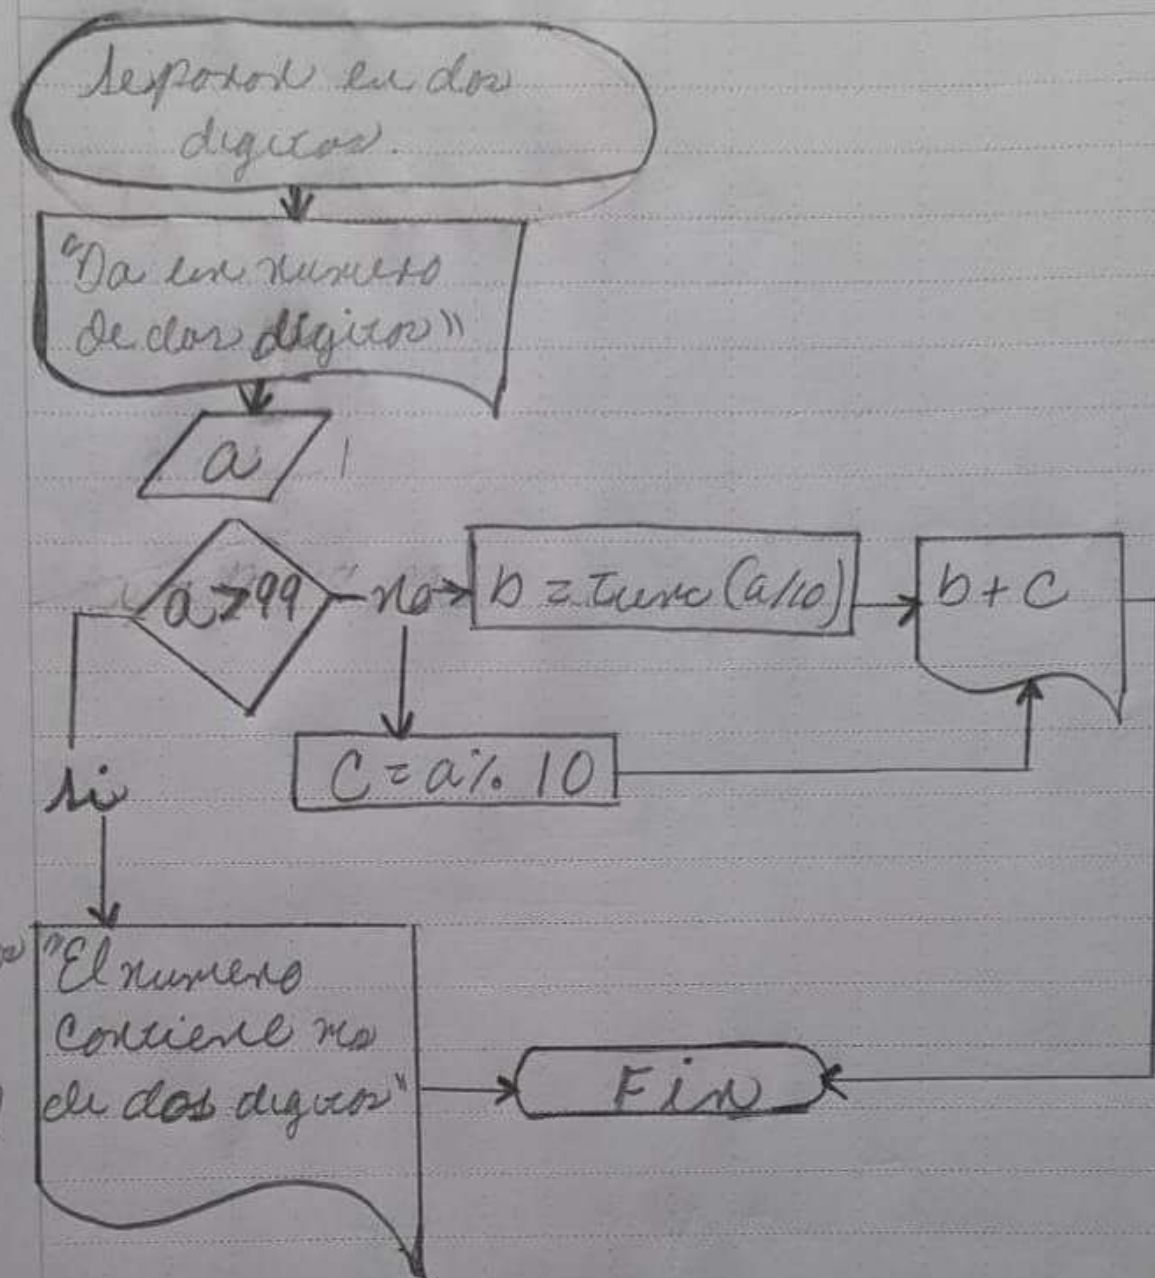 Separar en dos
digitos.
"Da un numero
de dos digitos"
a
a>99
no
b = Trunc (a/10)
b + c
C = a % 10
si
"El numero
Contiene mas
de dos digitos"
Fin